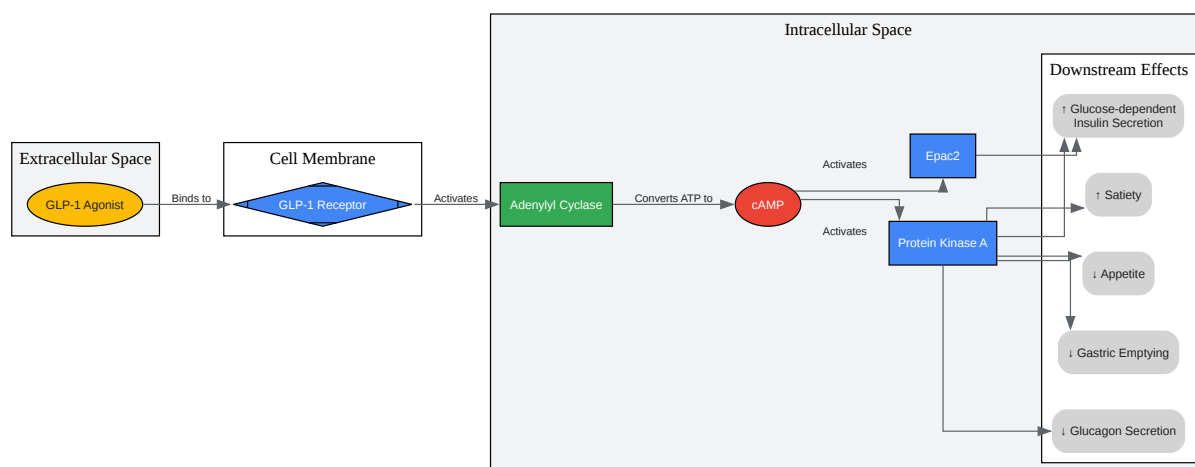 Intracellular Space
Downstream Effects
↑ Glucose-dependent
Insulin Secretion
Extracellular Space
Cell Membrane
Epac2
Activates
GLP-1 Agonist
Binds to
GLP-1 Receptor
Activates
Adenylyl Cyclase
Converts ATP to
cAMP
↑ Satiety
Activates
Protein Kinase A
↓ Appetite
↓ Gastric Emptying
↓ Glucagon Secretion